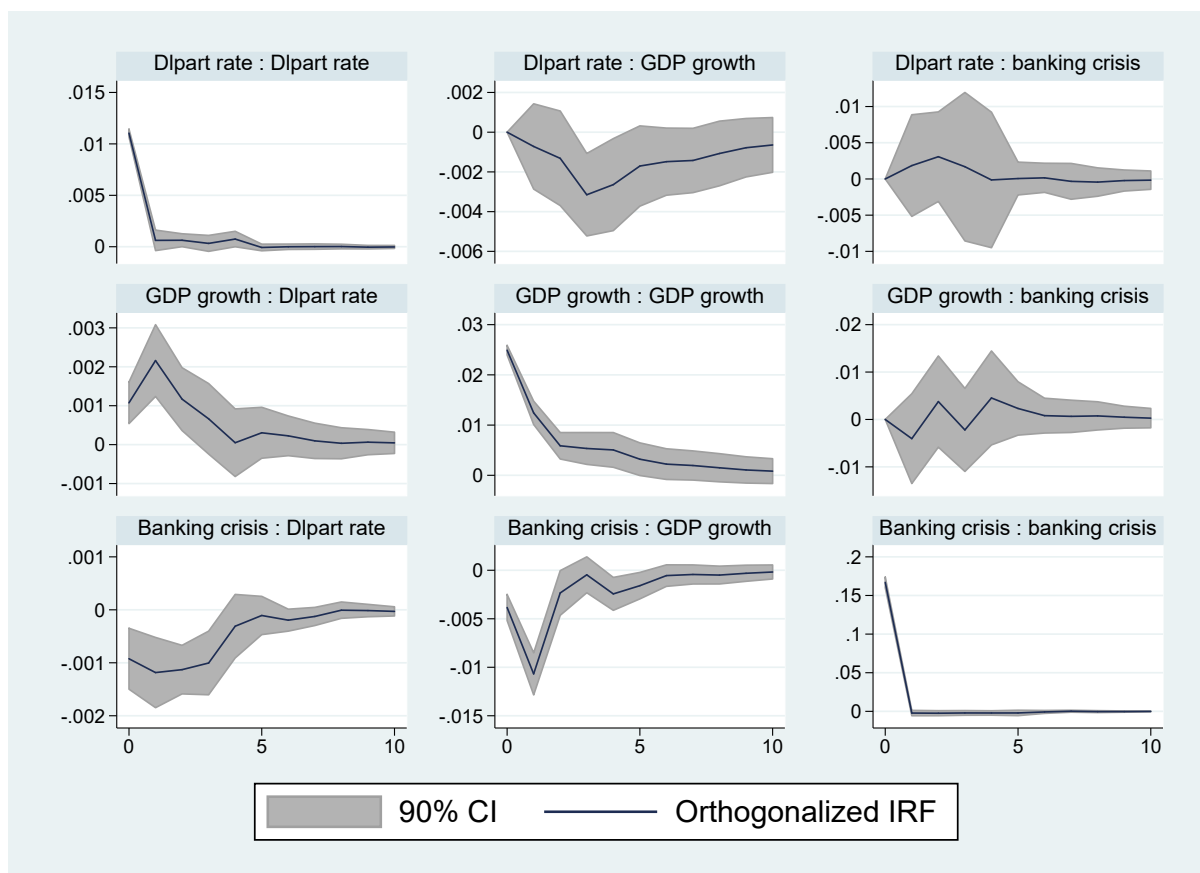 Dlpart rate : Dlpart rate
Dlpart rate : GDP growth
Dlpart rate : banking crisis
.015
.01
.005
0
.002
0
-.002
-.004
-.006
.01
.005
0
-.005
-.01
GDP growth : Dlpart rate
GDP growth : GDP growth
GDP growth : banking crisis
.003
.002
.001
0
-.001
.03
.02
.01
0
.02
.01
0
-.01
Banking crisis : Dlpart rate
Banking crisis : GDP growth
Banking crisis : banking crisis
.001
0
-.001
-.002
0
-.005
-.01
-.015
.2
.15
.1
.05
0
0 5 10
0 5 10
0 5 10
90% CI
Orthogonalized IRF